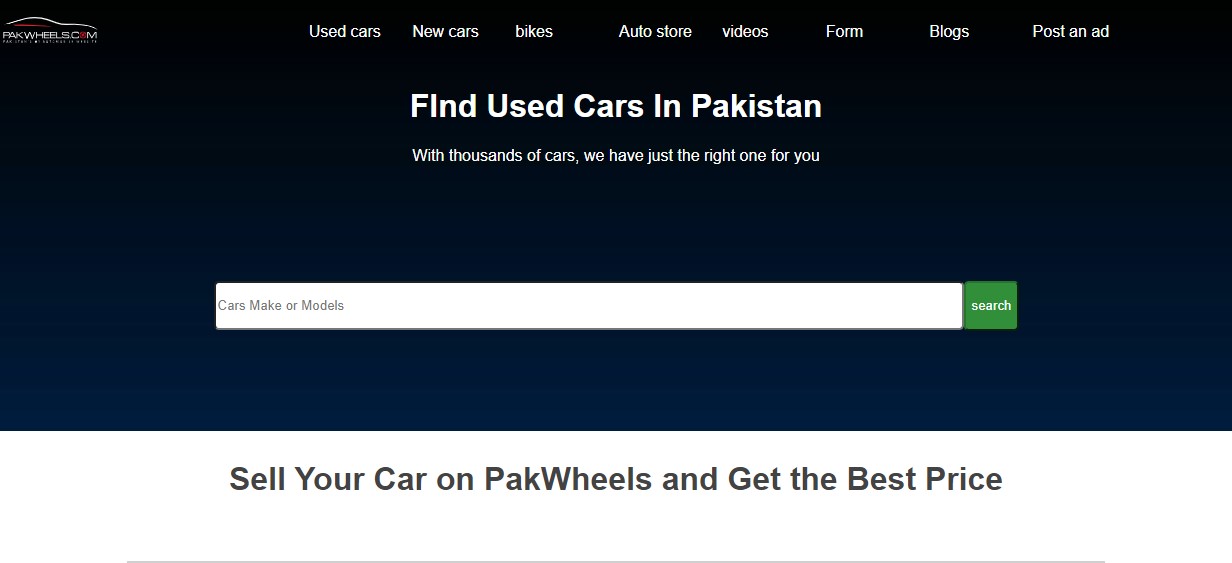 PAKWHEELS.COM
Used cars New cars bikes Auto store videos Form Blogs Post an ad
FInd Used Cars In Pakistan
With thousands of cars, we have just the right one for you
Cars Make or Models
search
Sell Your Car on PakWheels and Get the Best Price